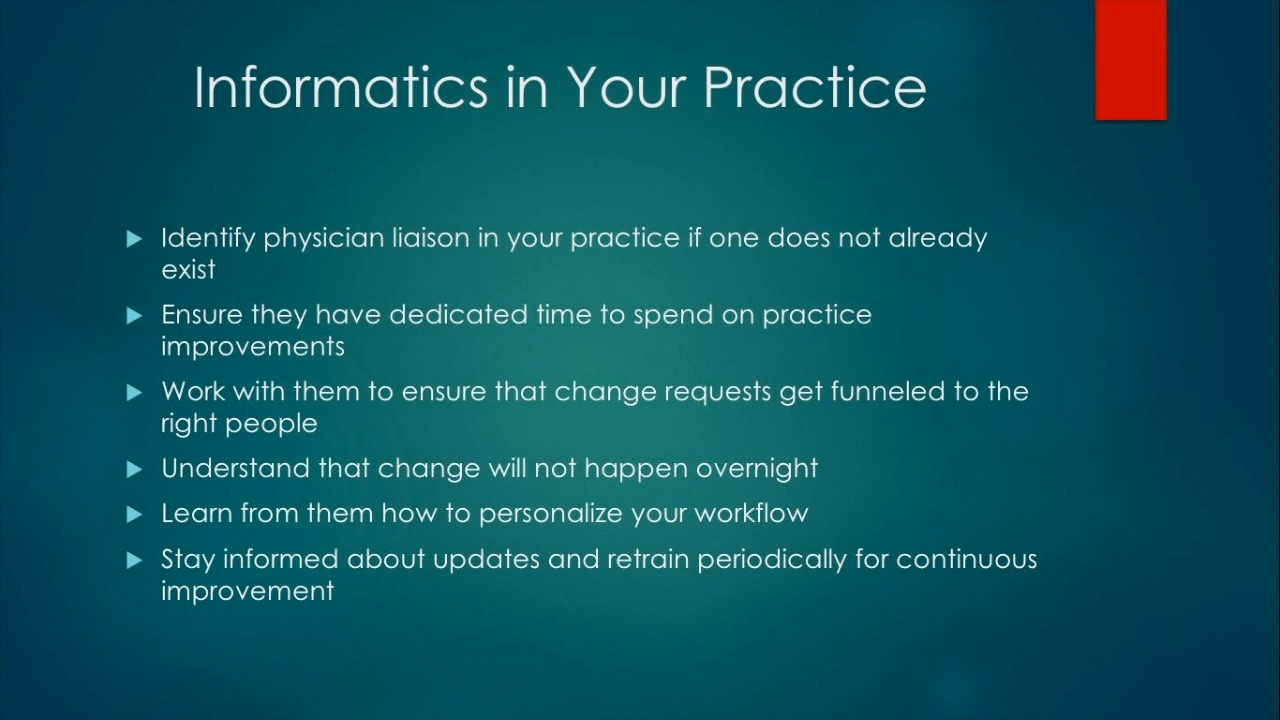 Informatics in Your Practice
Identify physician liaison in your practice if one does not already
exist
Ensure they have dedicated time to spend on practice
improvements
Work with them to ensure that change requests get funneled to the
right people
Understand that change will not happen overnight
Learn from them how to personalize your workflow
Stay informed about updates and retrain periodically for continuous
improvement